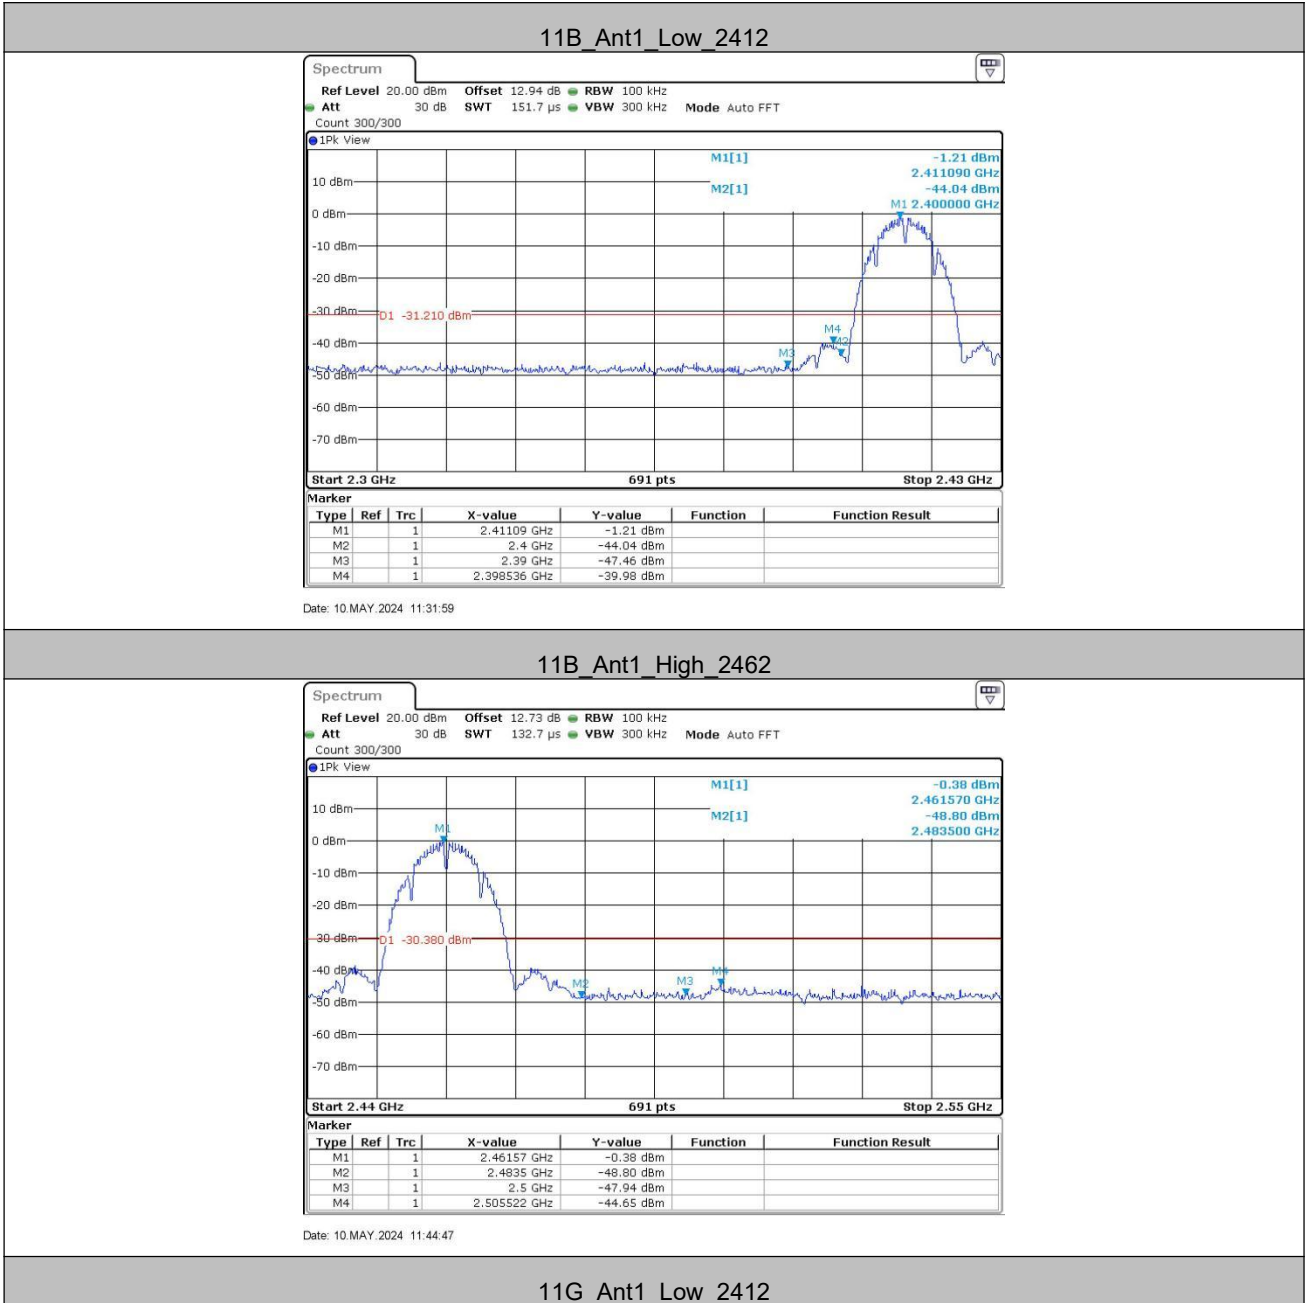 11B_Ant1_Low_2412
Spectrum
Ref Level 20.00 dBm Offset 12.94 dB RBW 100 kHz
Att 30 dB SWT 151.7 µs VBW 300 kHz Mode Auto FFT
Count 300/300
1Pk View
M1[1] -1.21 dBm
2.411090 GHz
M2[1] -44.04 dBm
M1 2.400000 GHz
10 dBm
0 dBm
-10 dBm
-20 dBm
-30 dBm
D1 -31.210 dBm
M4
-40 dBm
M2
M3
-50 dBm
-60 dBm
-70 dBm
Start 2.3 GHz 691 pts Stop 2.43 GHz
Marker
Type Ref Trc X-value Y-value Function Function Result
M1 1 2.41109 GHz -1.21 dBm
M2 1 2.4 GHz -44.04 dBm
M3 1 2.39 GHz -47.46 dBm
M4 1 2.398536 GHz -39.98 dBm
Date: 10.MAY.2024 11:31:59
11B_Ant1_High_2462
Spectrum
Ref Level 20.00 dBm Offset 12.73 dB RBW 100 kHz
Att 30 dB SWT 132.7 µs VBW 300 kHz Mode Auto FFT
Count 300/300
1Pk View
M1[1] -0.38 dBm
2.461570 GHz
M2[1] -48.80 dBm
2.483500 GHz
10 dBm
M1
0 dBm
-10 dBm
-20 dBm
-30 dBm
D1 -30.380 dBm
-40 dBm
M2 M3 M4
-50 dBm
-60 dBm
-70 dBm
Start 2.44 GHz 691 pts Stop 2.55 GHz
Marker
Type Ref Trc X-value Y-value Function Function Result
M1 1 2.46157 GHz -0.38 dBm
M2 1 2.4835 GHz -48.80 dBm
M3 1 2.5 GHz -47.94 dBm
M4 1 2.505522 GHz -44.65 dBm
Date: 10.MAY.2024 11:44:47
11G_Ant1_Low_2412